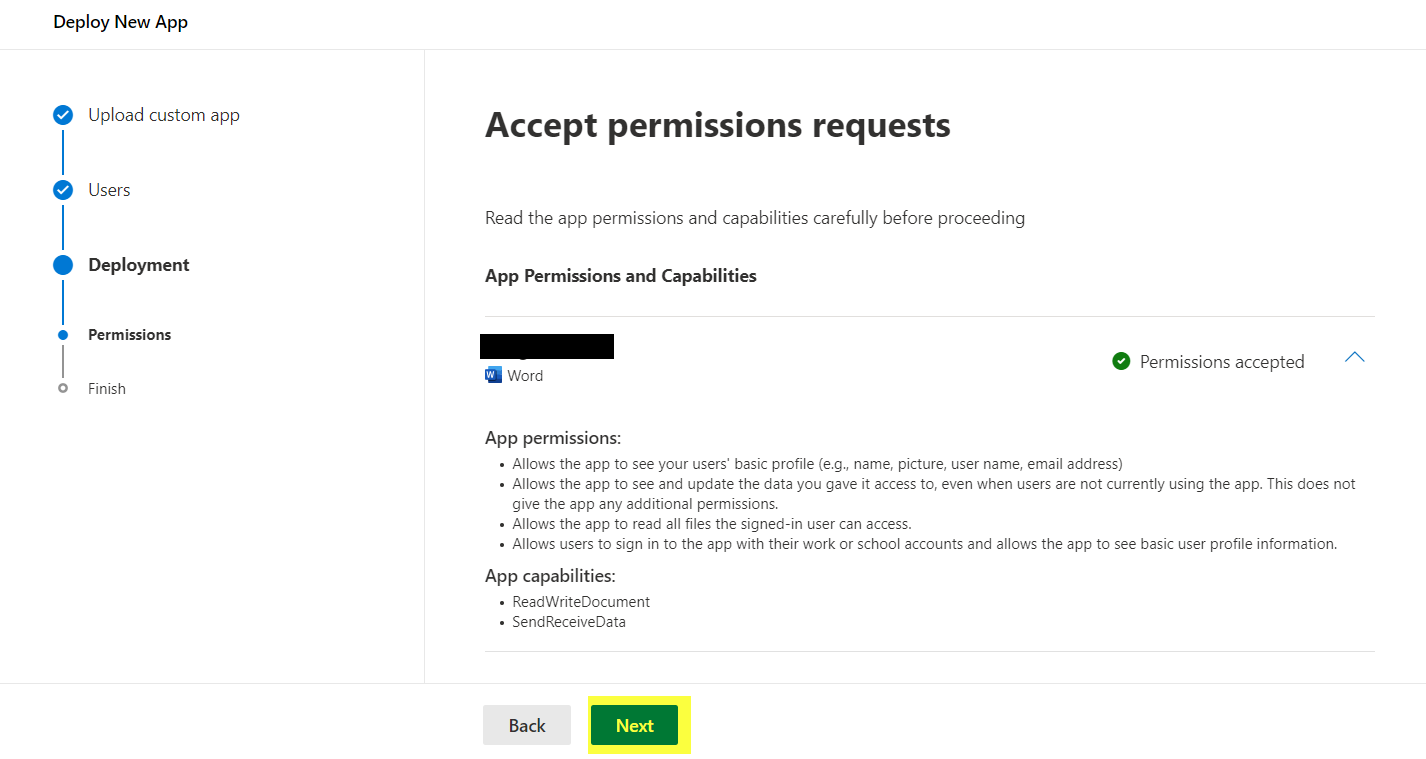 Deploy New App
Upload custom app
Users
Deployment
Permissions
Finish
Accept permissions requests
Read the app permissions and capabilities carefully before proceeding
App Permissions and Capabilities
Word
Permissions accepted
App permissions:
• Allows the app to see your users' basic profile (e.g., name, picture, user name, email address)
• Allows the app to see and update the data you gave it access to, even when users are not currently using the app. This does not
give the app any additional permissions.
• Allows the app to read all files the signed-in user can access.
• Allows users to sign in to the app with their work or school accounts and allows the app to see basic user profile information.
App capabilities:
• ReadWriteDocument
• SendReceiveData
Back
Next